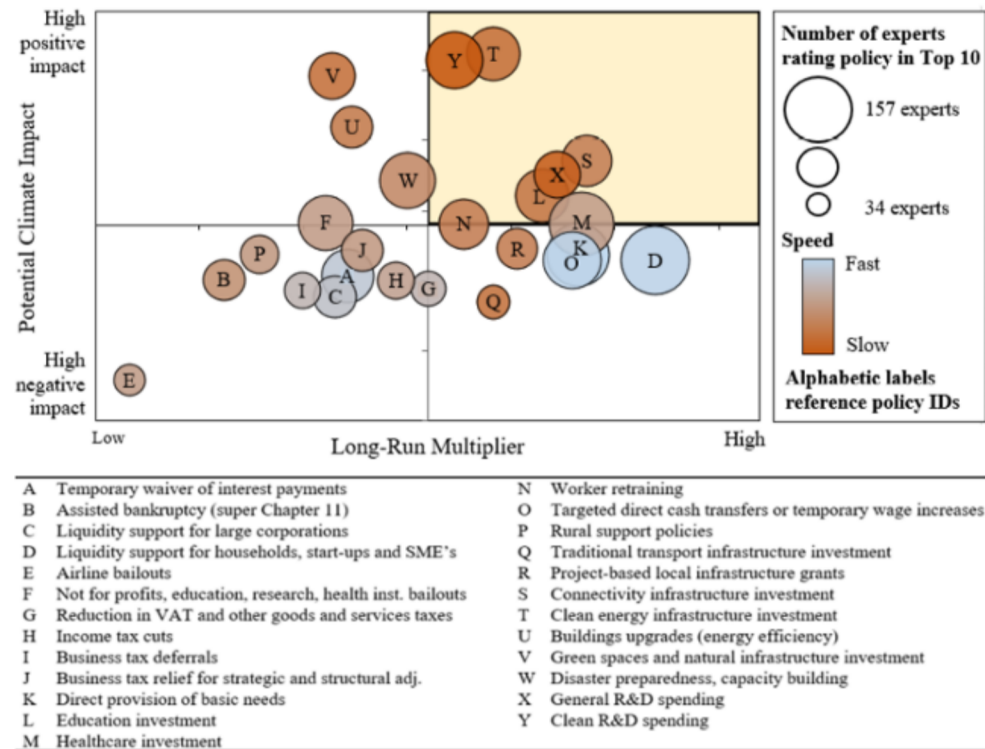 High
positive
impact
Potential Climate Impact
High
negative
impact
Y
T
V
U
W
S
X
L
F
N
M
P
J
R
K
O
D
B
A
I
C
H
G
Q
E
Low
Long-Run Multiplier
High
Number of experts
rating policy in Top 10
157 experts
34 experts
Speed
Fast
Slow
Alphabetic labels
reference policy IDs
A Temporary waiver of interest payments
B Assisted bankruptcy (super Chapter 11)
C Liquidity support for large corporations
D Liquidity support for households, start-ups and SME's
E Airline bailouts
F Not for profits, education, research, health inst. bailouts
G Reduction in VAT and other goods and services taxes
H Income tax cuts
I Business tax deferrals
J Business tax relief for strategic and structural adj.
K Direct provision of basic needs
L Education investment
M Healthcare investment
N Worker retraining
O Targeted direct cash transfers or temporary wage increases
P Rural support policies
Q Traditional transport infrastructure investment
R Project-based local infrastructure grants
S Connectivity infrastructure investment
T Clean energy infrastructure investment
U Buildings upgrades (energy efficiency)
V Green spaces and natural infrastructure investment
W Disaster preparedness, capacity building
X General R&D spending
Y Clean R&D spending